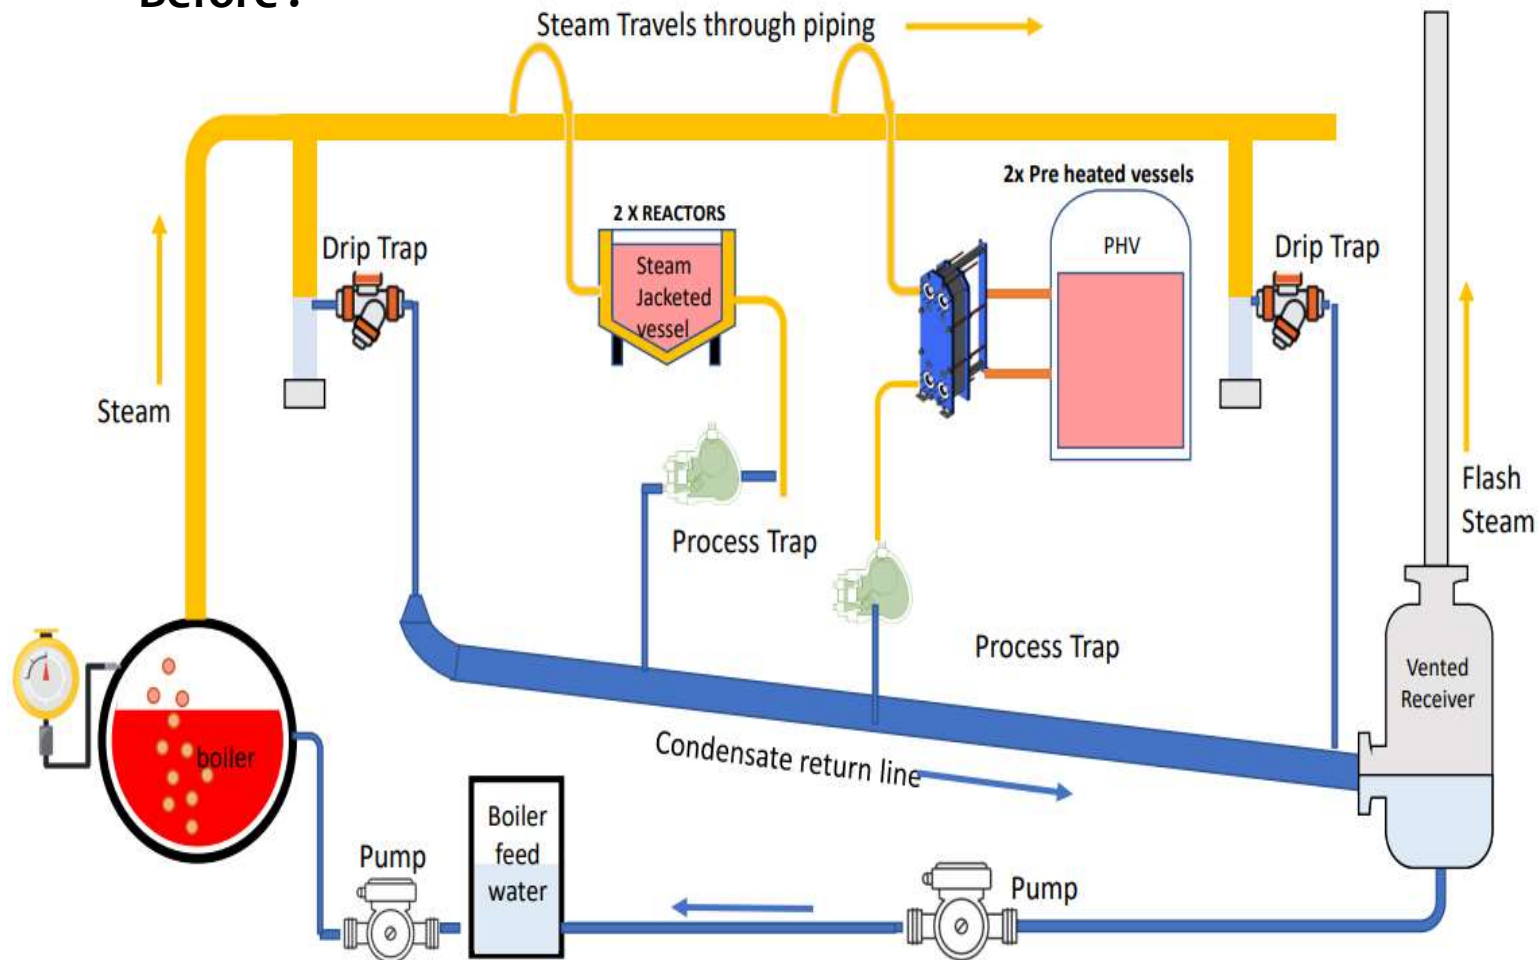 Before :
Steam Travels through piping
2x Pre heated vessels
2 X REACTORS
Drip Trap
PHV
Drip Trap
Steam
Jacketed
vessel
Steam
Flash
Steam
Process Trap
Process Trap
Vented
Receiver
boiler
Condensate return line
Boiler
feed
water
Pump
Pump